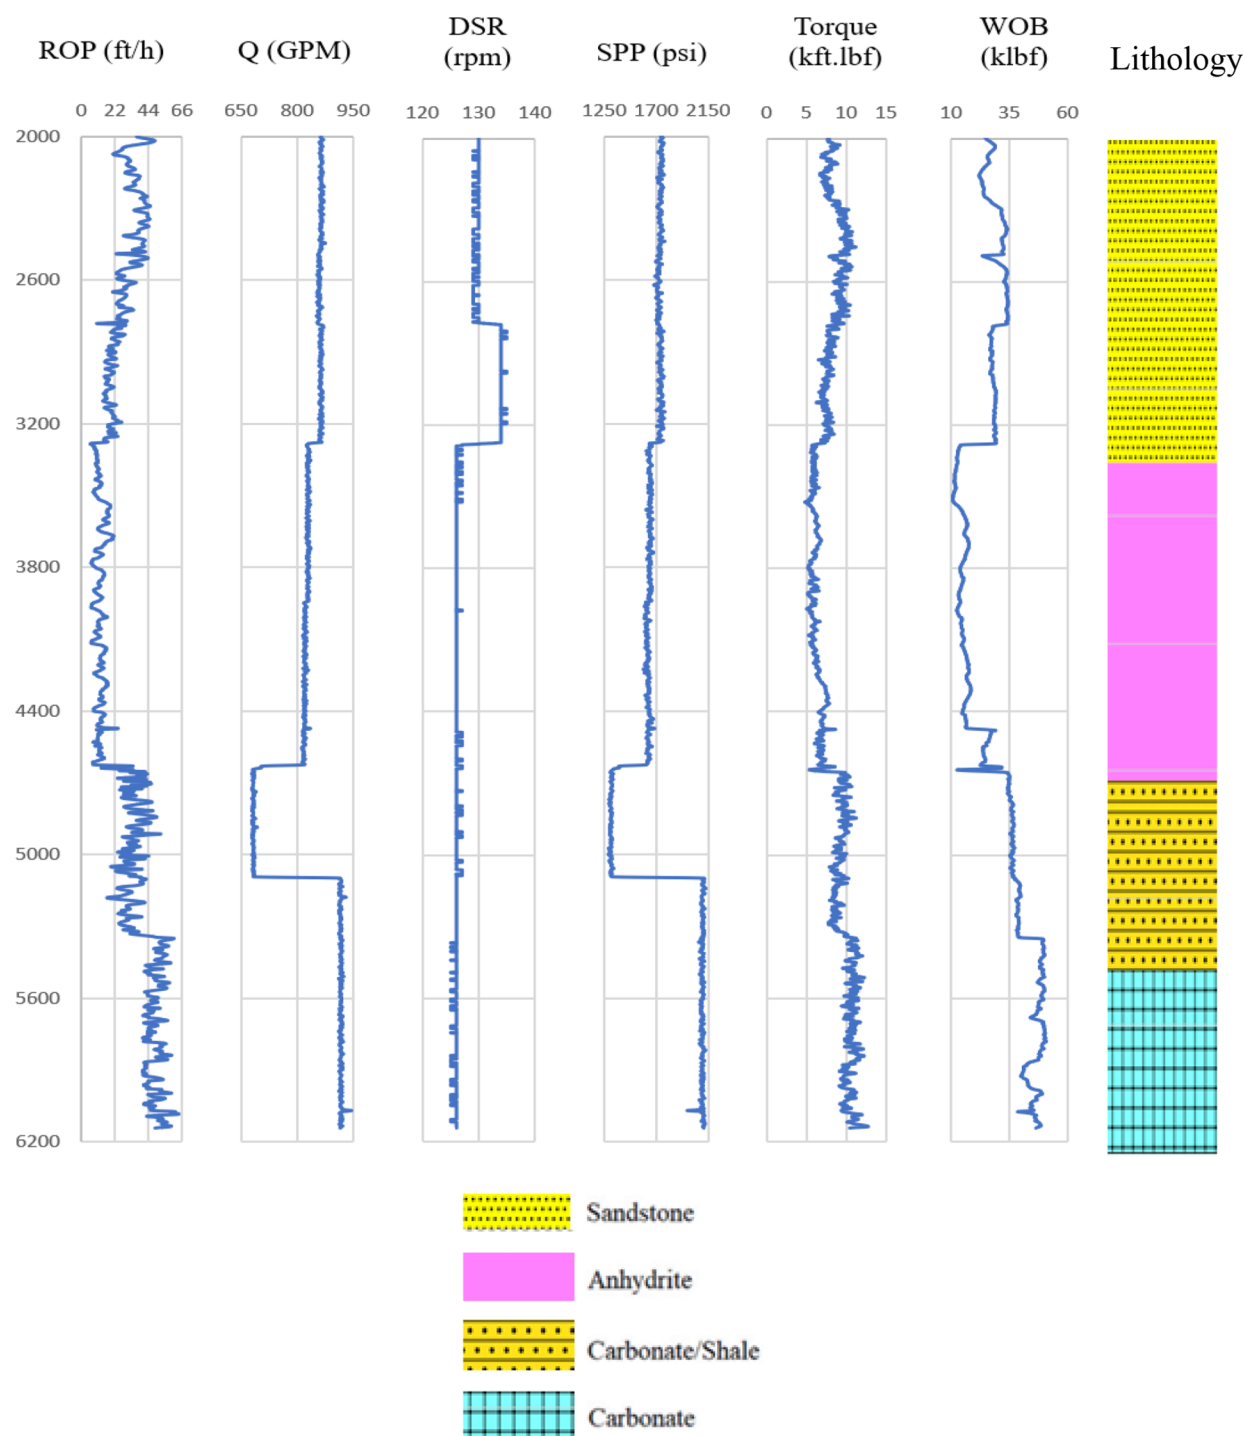 ROP (ft/h) Q (GPM) DSR (rpm) SPP (psi) Torque (kft.lbf) WOB (klbf) Lithology
0 22 44 66 650 800 950 120 130 140 1250 1700 2150 0 5 10 15 10 35 60
2000
2600
3200
3800
4400
5000
5600
6200
Sandstone
Anhydrite
Carbonate/Shale
Carbonate